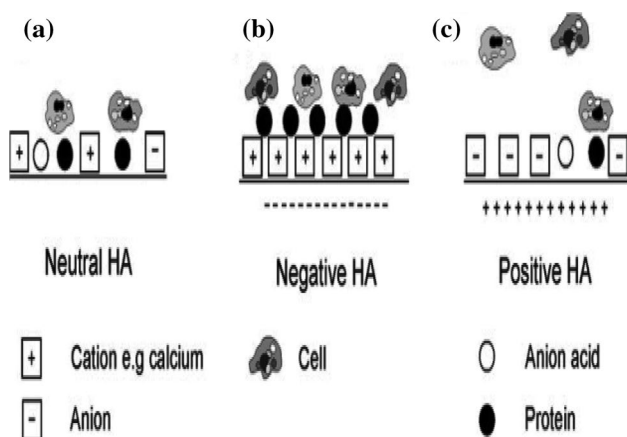 (a) (b) (c)
+ + - + + + + + + - - - -
- - - - - - - - - - - - - - + + + + + + + + + + + +
Neutral HA Negative HA Positive HA
+ Cation e.g calcium Cell Anion acid
- Anion Protein